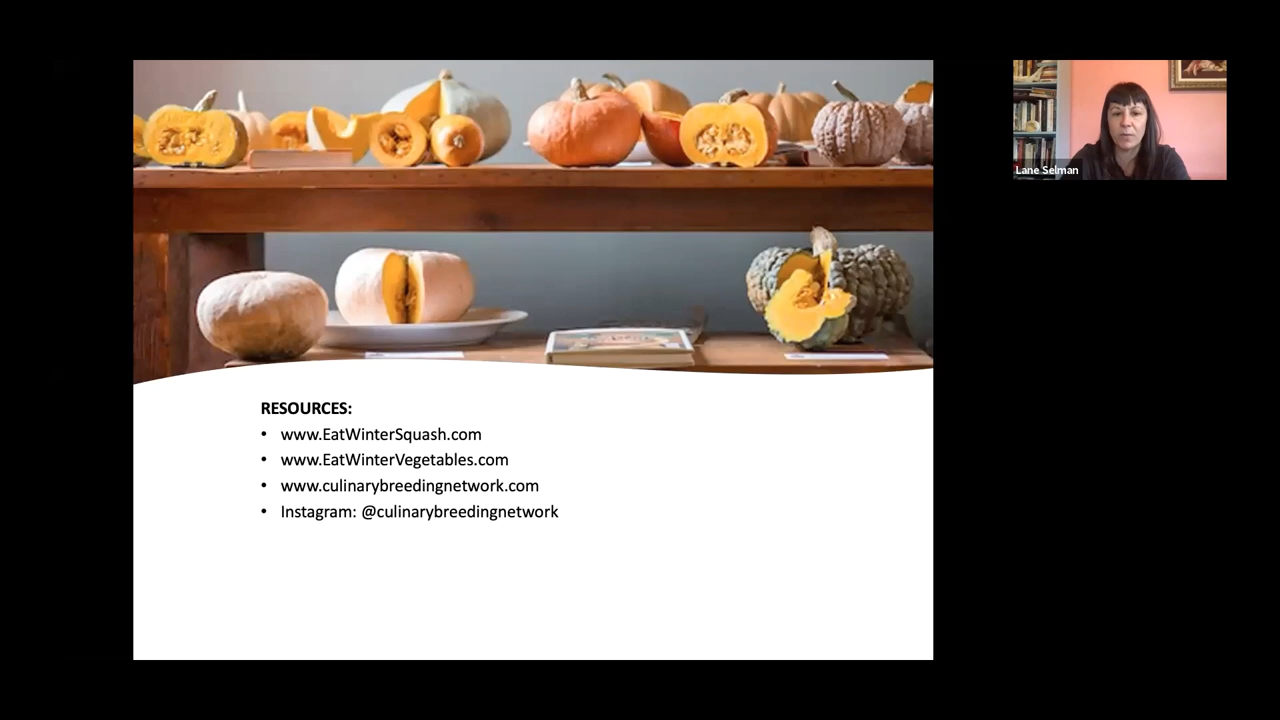 Lane Selman
RESOURCES:
• www.EatWinterSquash.com
• www.EatWinterVegetables.com
• www.culinarybreedingnetwork.com
• Instagram: @culinarybreedingnetwork